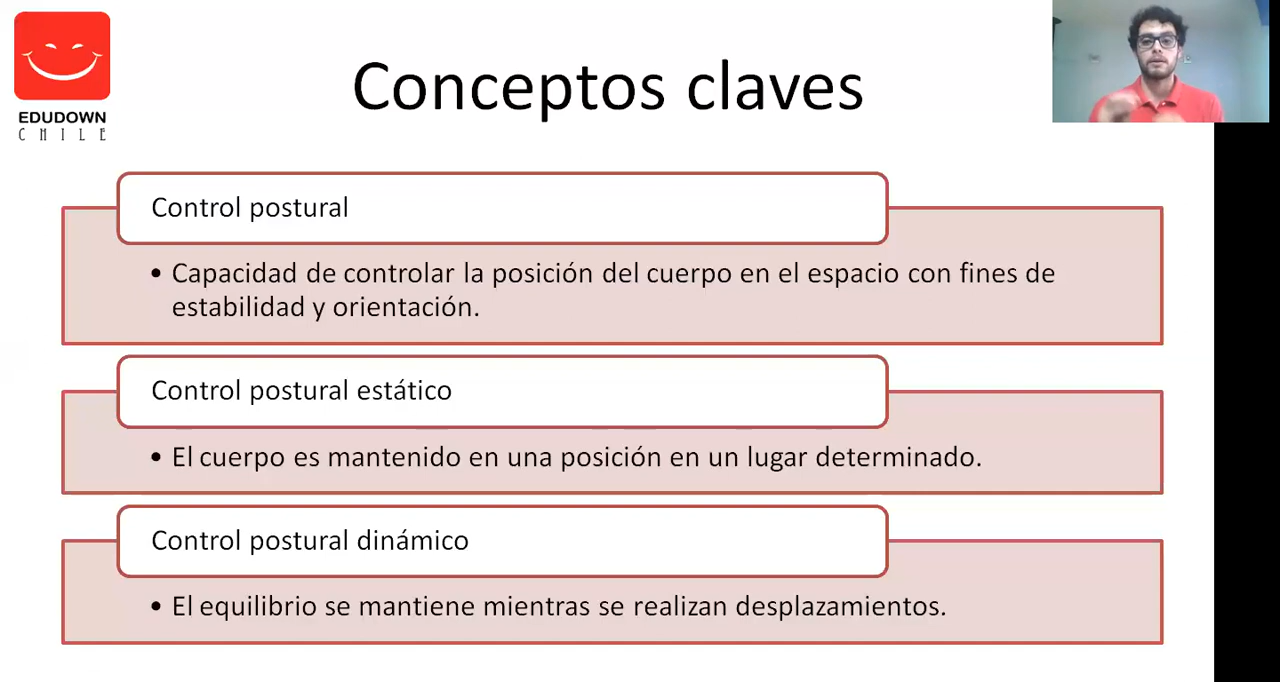 EDUDOWN
CHILE
Conceptos claves
Control postural
• Capacidad de controlar la posición del cuerpo en el espacio con fines de
estabilidad y orientación.
Control postural estático
• El cuerpo es mantenido en una posición en un lugar determinado.
Control postural dinámico
• El equilibrio se mantiene mientras se realizan desplazamientos.